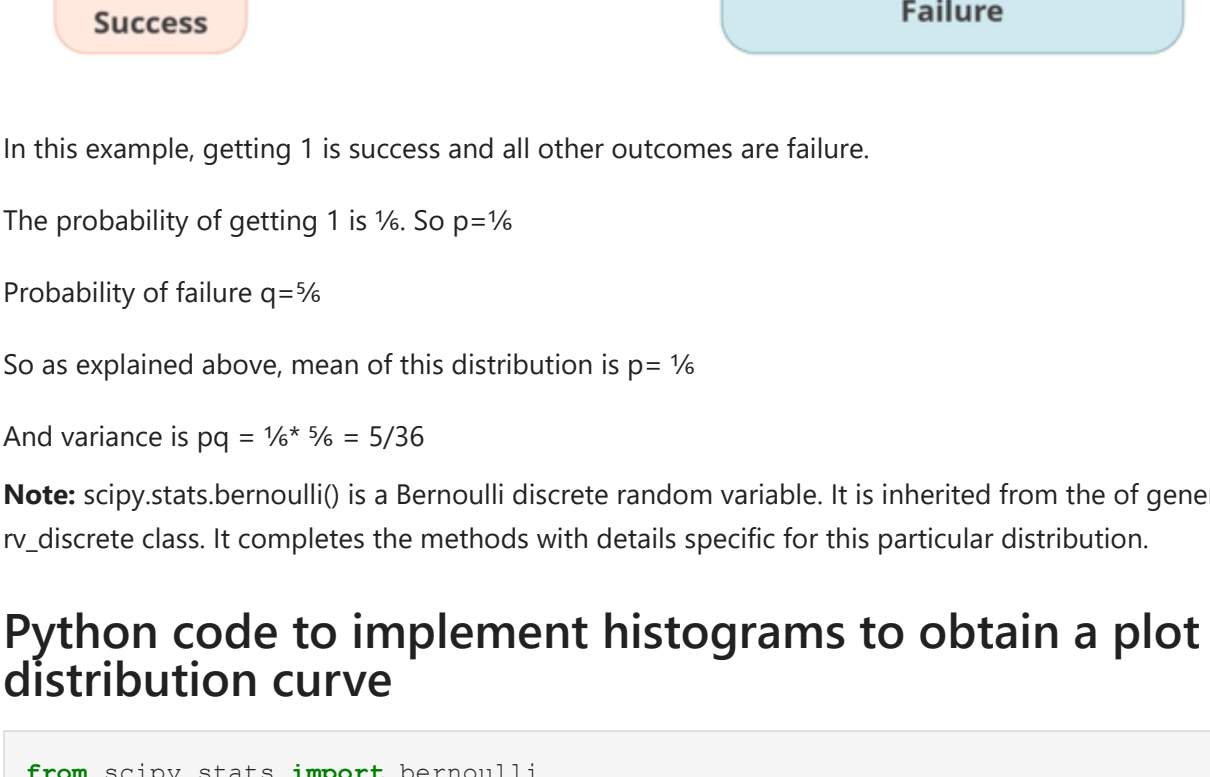 Success
Failure
In this example, getting 1 is success and all other outcomes are failure.
The probability of getting 1 is ⅙. So p=⅙
Probability of failure q=⅚
So as explained above, mean of this distribution is p= ⅙
And variance is pq = ⅙* ⅚ = 5/36
Note: scipy.stats.bernoulli() is a Bernoulli discrete random variable. It is inherited from the of gener
rv_discrete class. It completes the methods with details specific for this particular distribution.
Python code to implement histograms to obtain a plot
distribution curve
from scipy.stats import bernoulli